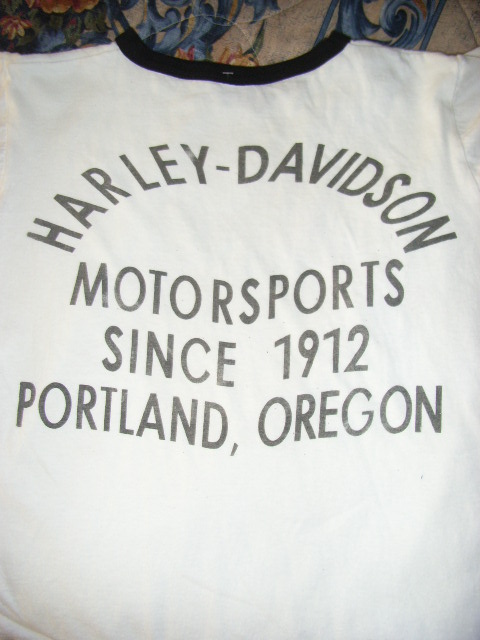 HARLEY-DAVIDSON
MOTORSPORTS
SINCE 1912
PORTLAND, OREGON